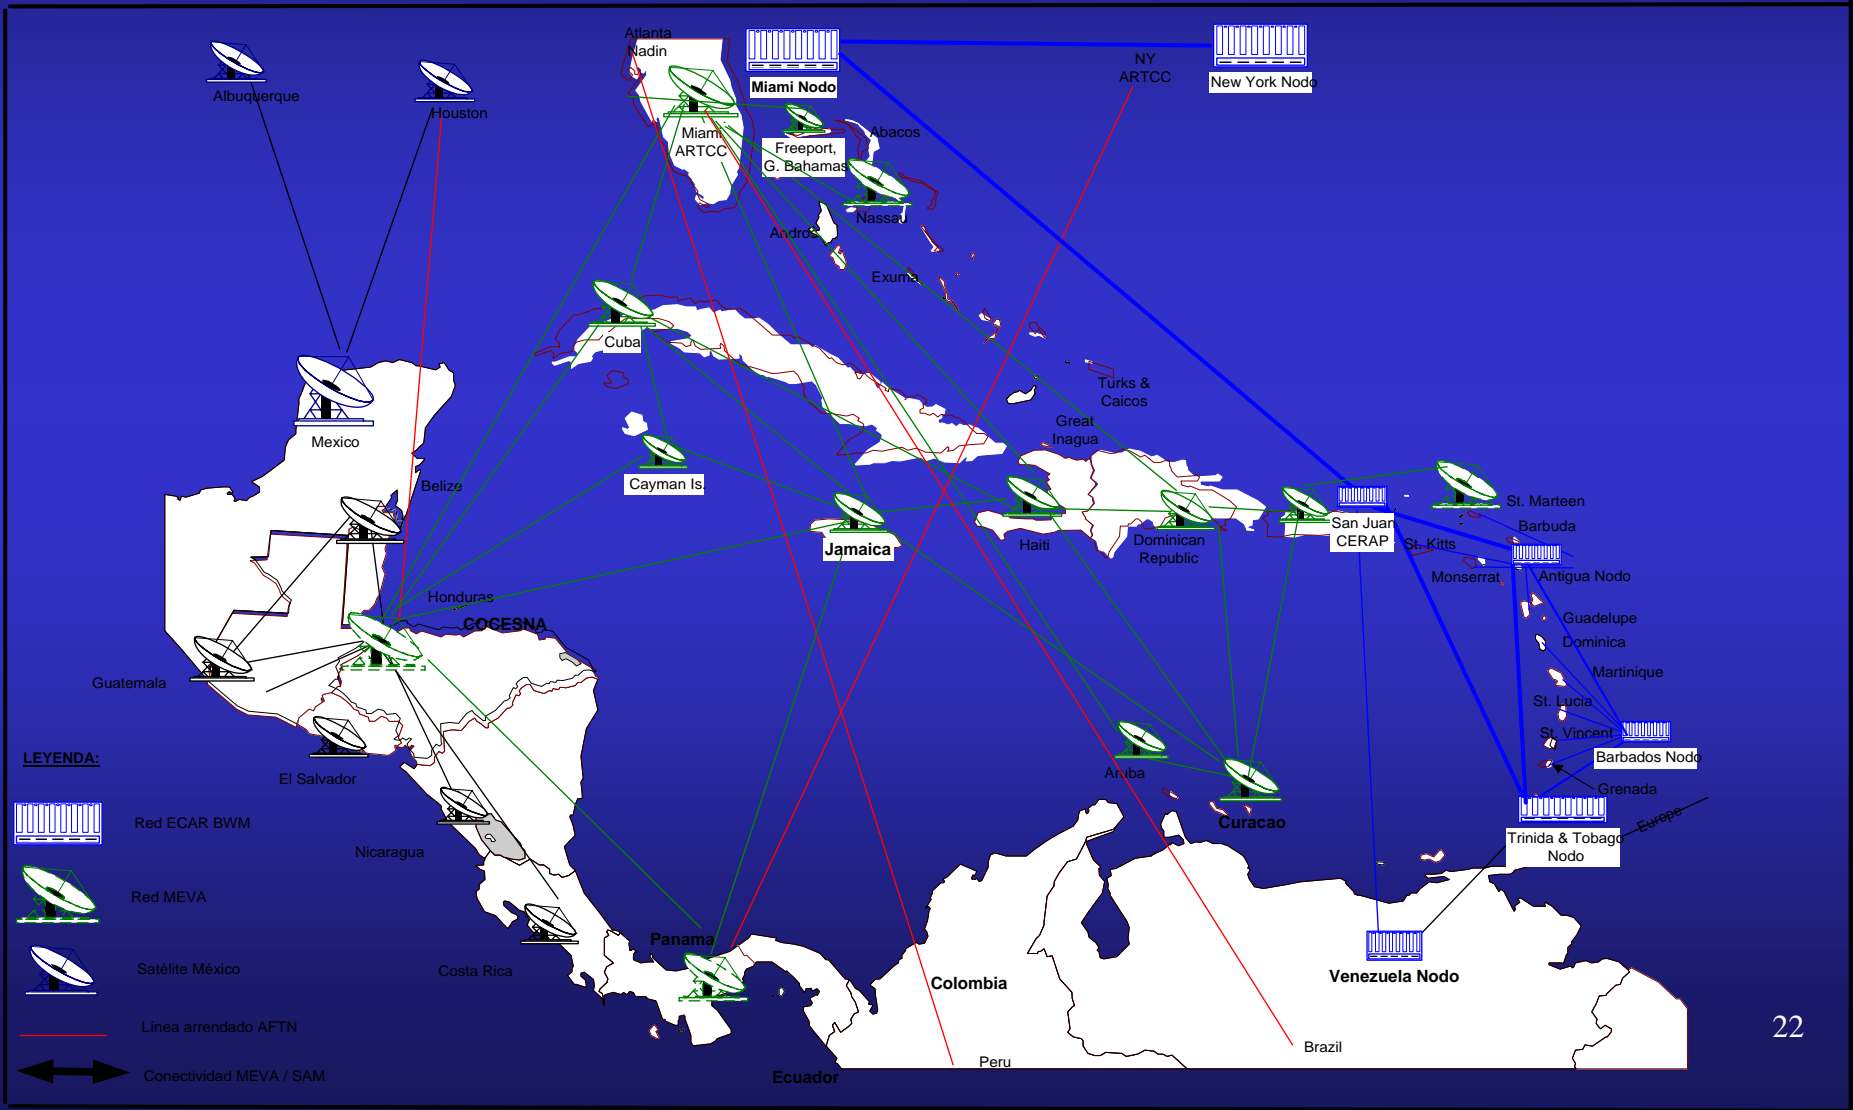 Atlanta
Nadin
Albuquerque
Houston
Miami Nodo
NY
ARTCC
New York Nodo
Miami
ARTCC
Freeport,
G. Bahamas
Abacos
Nassau
Andros
Exuma
Cuba
Turks &
Caicos
Great
Inagua
Mexico
Belize
Cayman Is.
Jamaica
Haiti
Dominican
Republic
San Juan
CERAP
St. Marteen
Barbuda
St. Kitts
Monserrat
Antigua Nodo
Honduras
COCESNA
Guadelupe
Dominica
Martinique
St. Lucia
St. Vincent
Barbados Nodo
Grenada
Guatemala
El Salvador
Nicaragua
Costa Rica
Panama
Aruba
Curacao
Trinida & Tobago
Nodo
Europe
Colombia
Venezuela Nodo
Peru
Brazil
Ecuador
LEYENDA:
Red ECAR BWM
Red MEVA
Satélite México
Línea arrendado AFTN
Conectividad MEVA / SAM
22